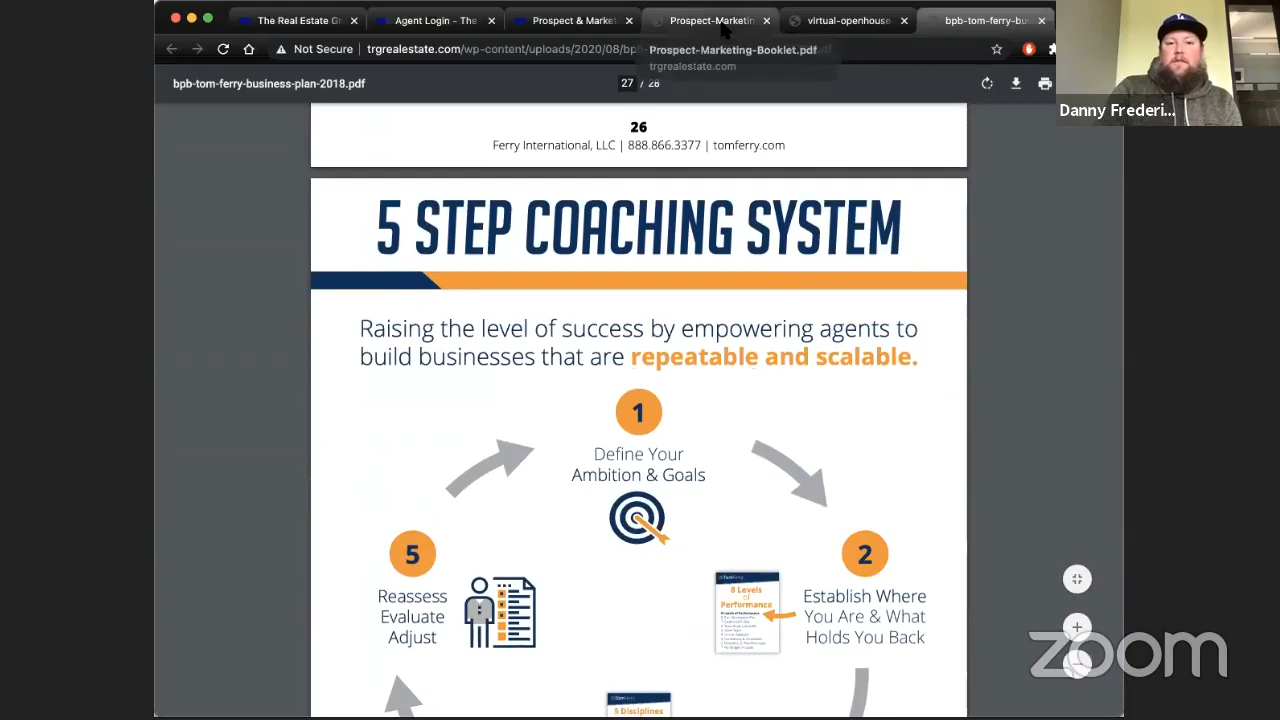 The Real Estate Gr
Agent Login - The
Prospect & Market
Prospect-Marketin
virtual-openhouse
bpb-tom-ferry-busi
Not Secure
trgrealestate.com/wp-content/uploads/2020/08/bp
Prospect-Marketing-Booklet.pdf
trgrealestate.com
bpb-tom-ferry-business-plan-2018.pdf
27 / 28
Danny Frederi...
26
Ferry International, LLC | 888.866.3377 | tomferry.com
5 STEP COACHING SYSTEM
Raising the level of success by empowering agents to
build businesses that are repeatable and scalable.
1
Define Your
Ambition & Goals
5
Reassess
Evaluate
Adjust
2
Establish Where
You Are & What
Holds You Back
8 Levels
of
Performance
5 Disciplines
zoom